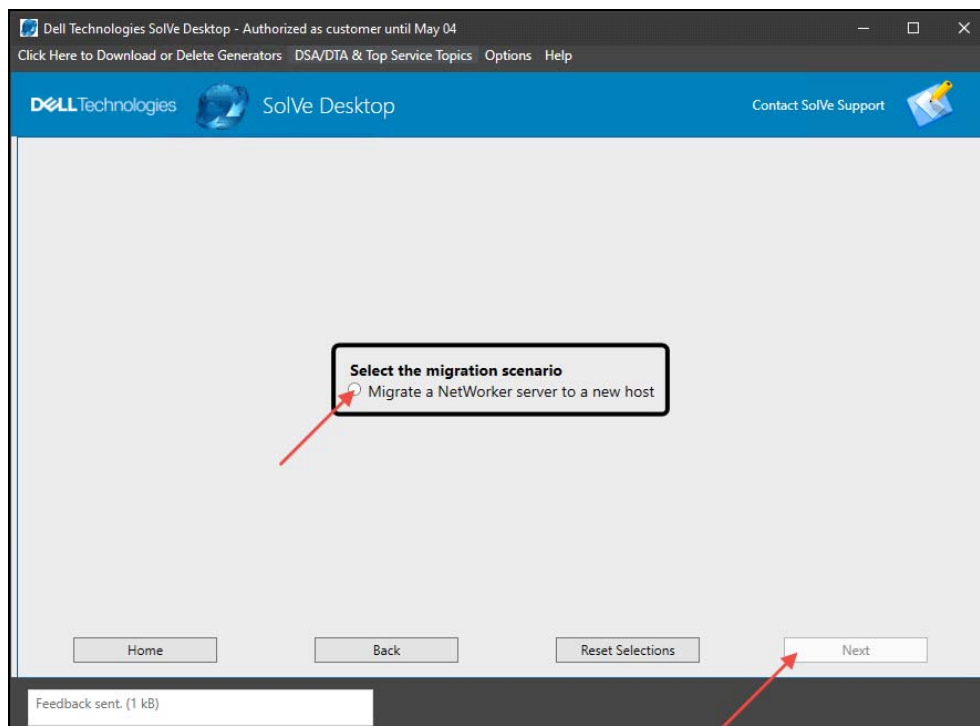 Dell Technologies SolVe Desktop - Authorized as customer until May 04
Click Here to Download or Delete Generators DSA/DTA & Top Service Topics Options Help
DELLTechnologies SolVe Desktop Contact SolVe Support
Select the migration scenario
Migrate a NetWorker server to a new host
Home Back Reset Selections Next
Feedback sent. (1 kB)